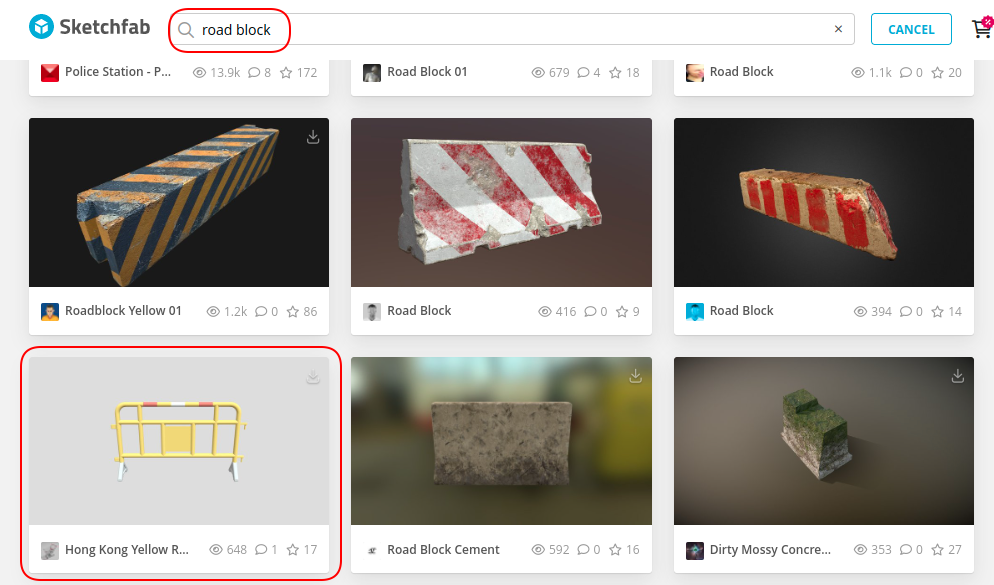 Sketchfab
road block
×
CANCEL
%
Police Station - P... 13.9k 8 172
Road Block 01 679 4 18
Road Block 1.1k 0 20
Roadblock Yellow 01 1.2k 0 86
Road Block 416 0 9
Road Block 394 0 14
Hong Kong Yellow R... 648 1 17
Road Block Cement 592 0 16
Dirty Mossy Concre... 353 0 27